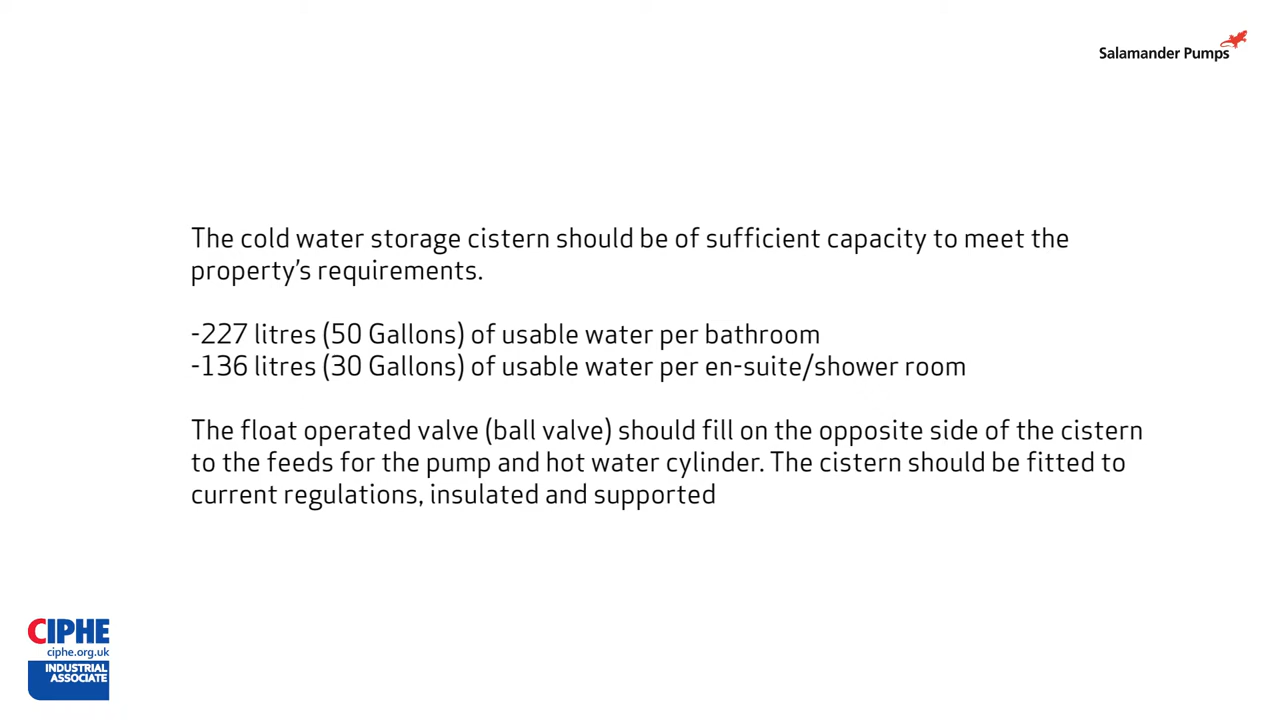 Salamander Pumps
The cold water storage cistern should be of sufficient capacity to meet the
property's requirements.
-227 litres (50 Gallons) of usable water per bathroom
-136 litres (30 Gallons) of usable water per en-suite/shower room
The float operated valve (ball valve) should fill on the opposite side of the cistern
to the feeds for the pump and hot water cylinder. The cistern should be fitted to
current regulations, insulated and supported
CIPHE
ciphe.org.uk
INDUSTRIAL
ASSOCIATE